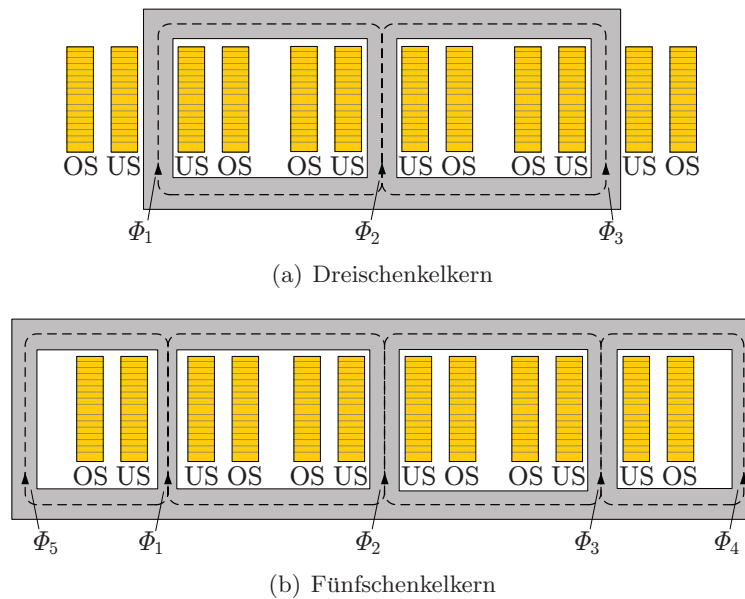 OS US US OS OS US US OS OS US US OS
Φ1 Φ2 Φ3
(a) Dreischenkelkern
OS US US OS OS US US OS OS US US OS
Φ5 Φ1 Φ2 Φ3 Φ4
(b) Fünfschenkelkern